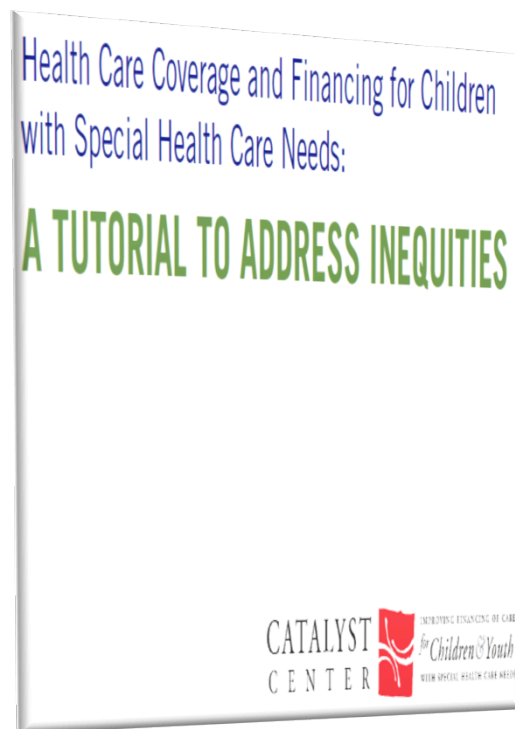 Health Care Coverage and Financing for Children
with Special Health Care Needs:
A TUTORIAL TO ADDRESS INEQUITIES
CATALYST
CENTER
IMPROVING FINANCING OF CARE
for Children & Youth
WITH SPECIAL HEALTH CARE NEEDS